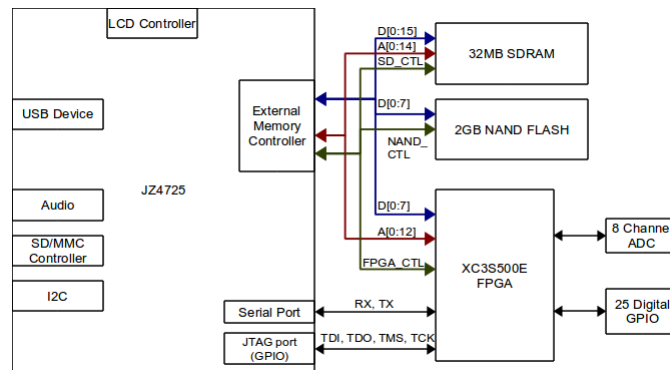 LCD Controller
USB Device
Audio
SD/MMC
Controller
I2C
JZ4725
External
Memory
Controller
Serial Port
JTAG port
(GPIO)
D[0:15]
A[0:14]
SD_CTL
D[0:7]
NAND_
CTL
D[0:7]
A[0:12]
FPGA_CTL
RX, TX
TDI, TDO, TMS, TCK
32MB SDRAM
2GB NAND FLASH
XC3S500E
FPGA
8 Channel
ADC
25 Digital
GPIO